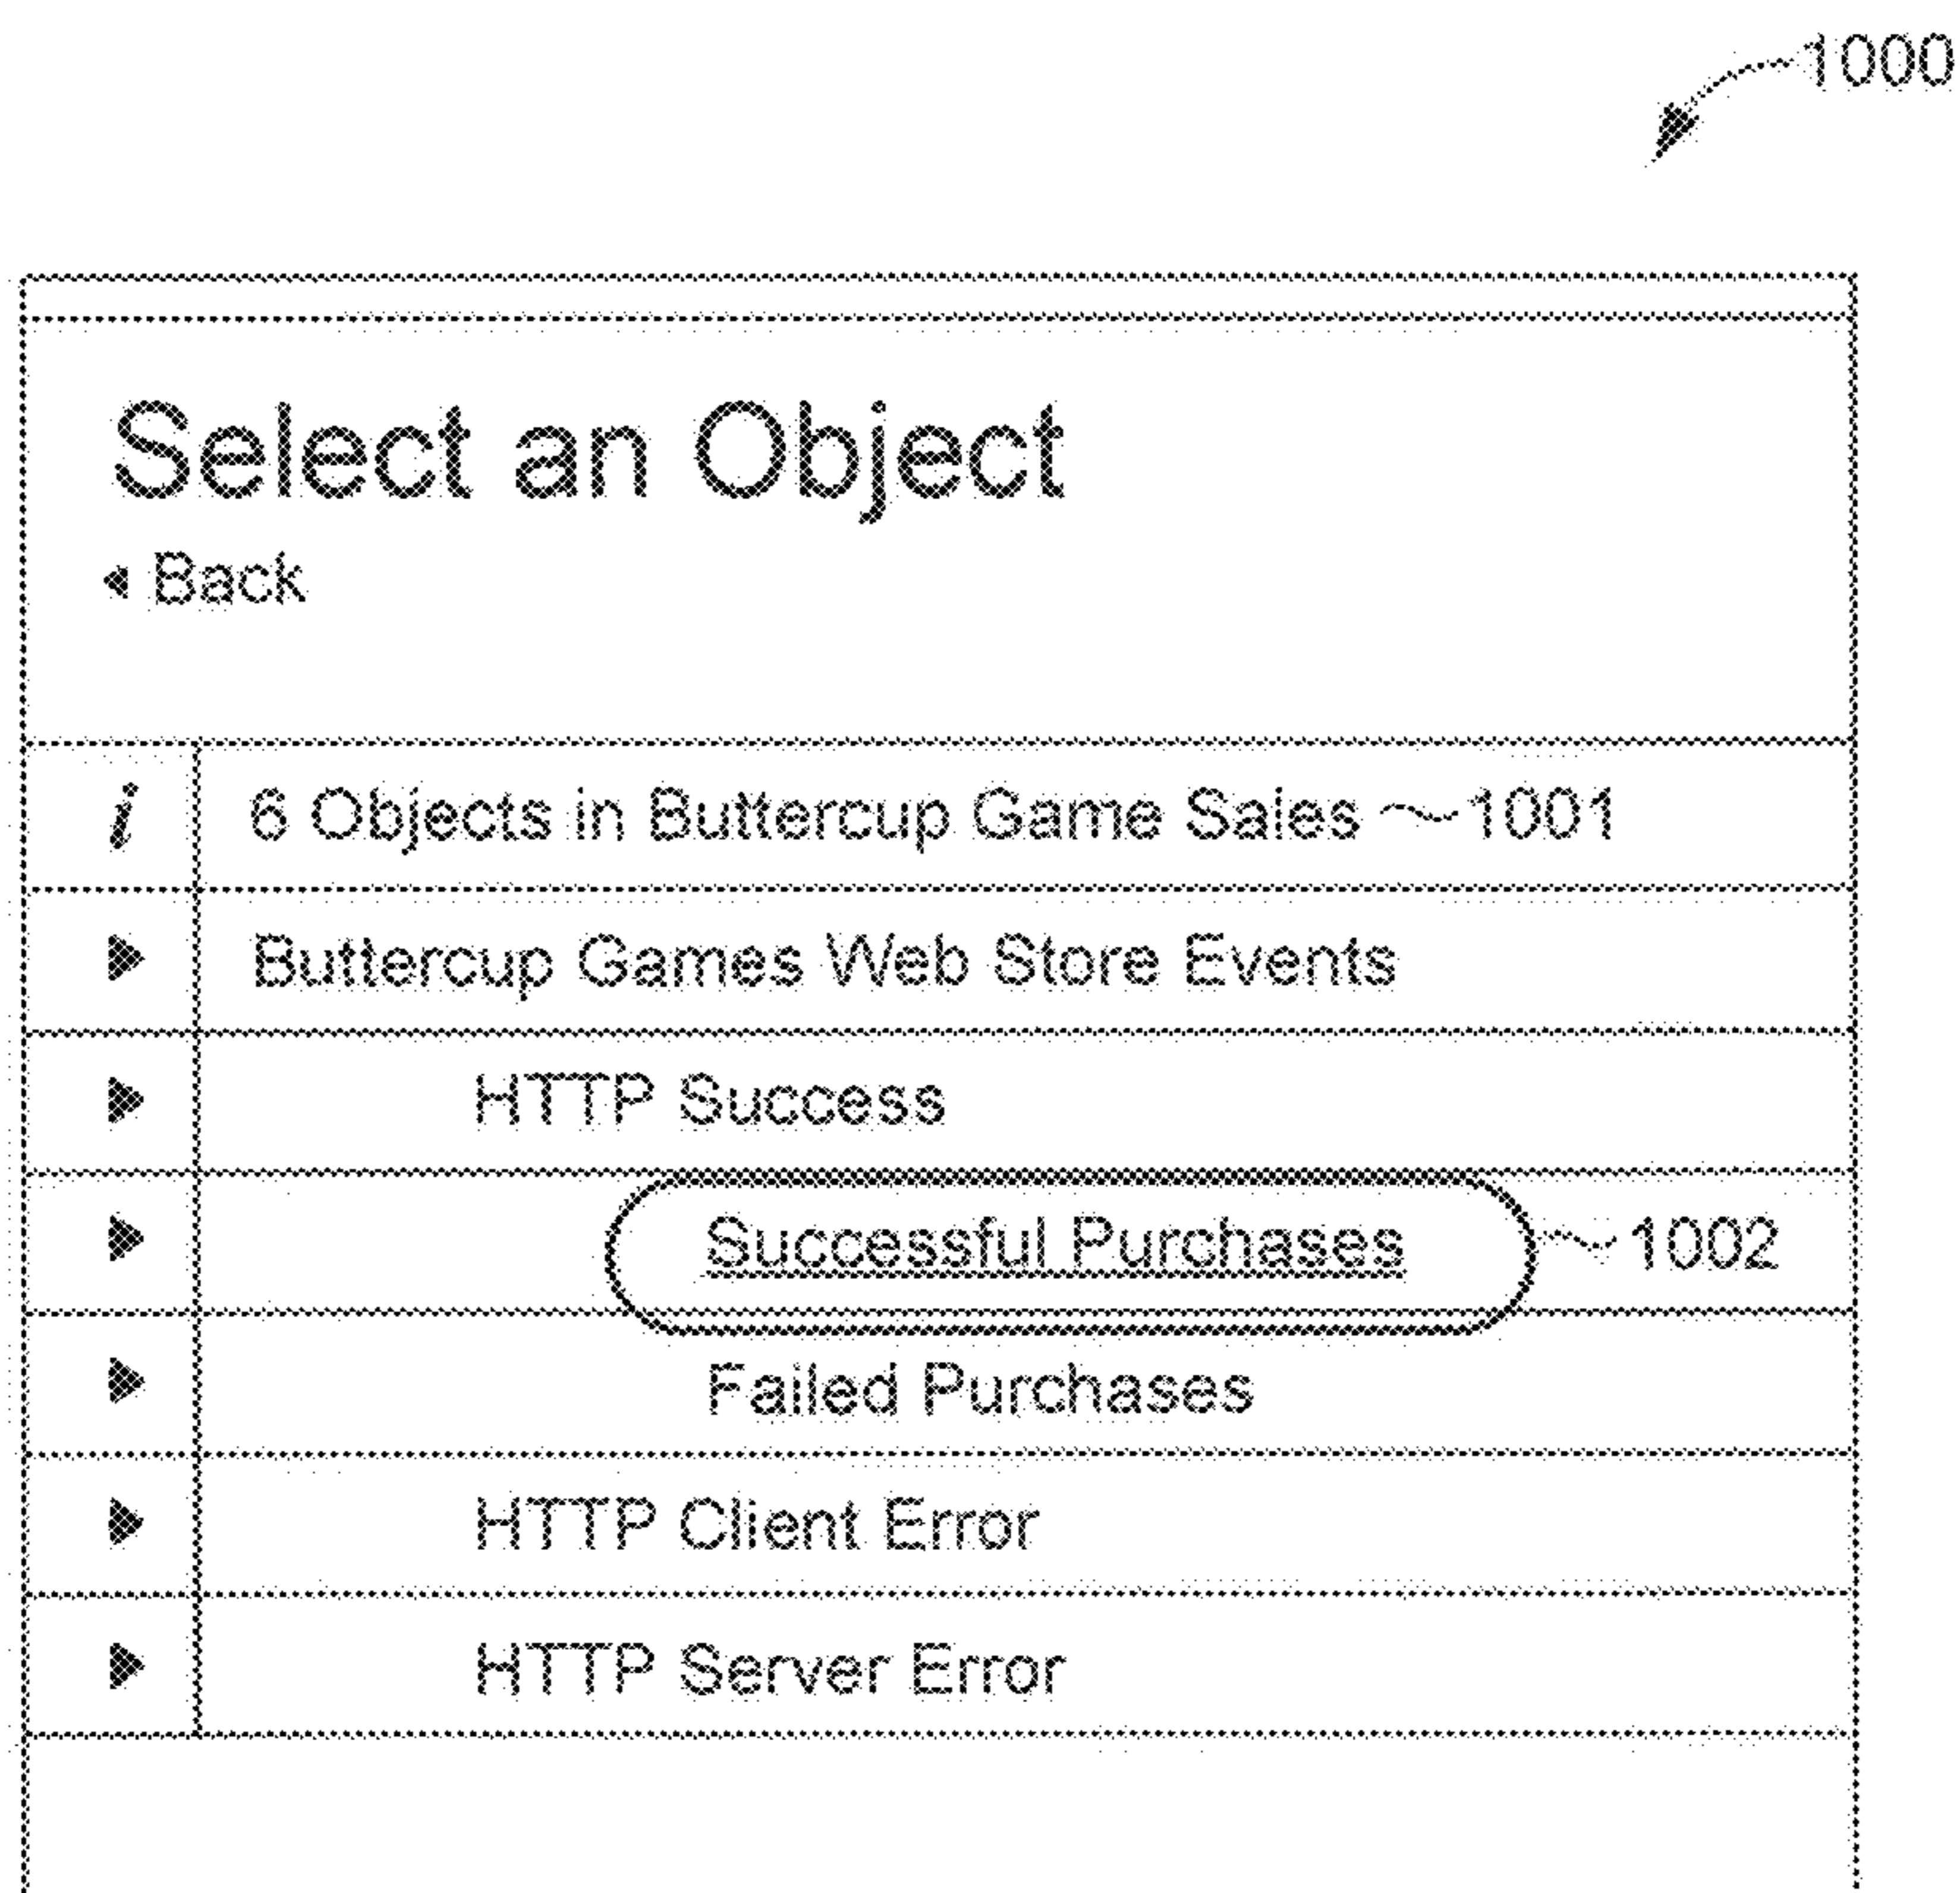 1000
Select an Object
Back
i 6 Objects in Buttercup Game Sales 1001
Buttercup Games Web Store Events
HTTP Success
Successful Purchases 1002
Failed Purchases
HTTP Client Error
HTTP Server Error